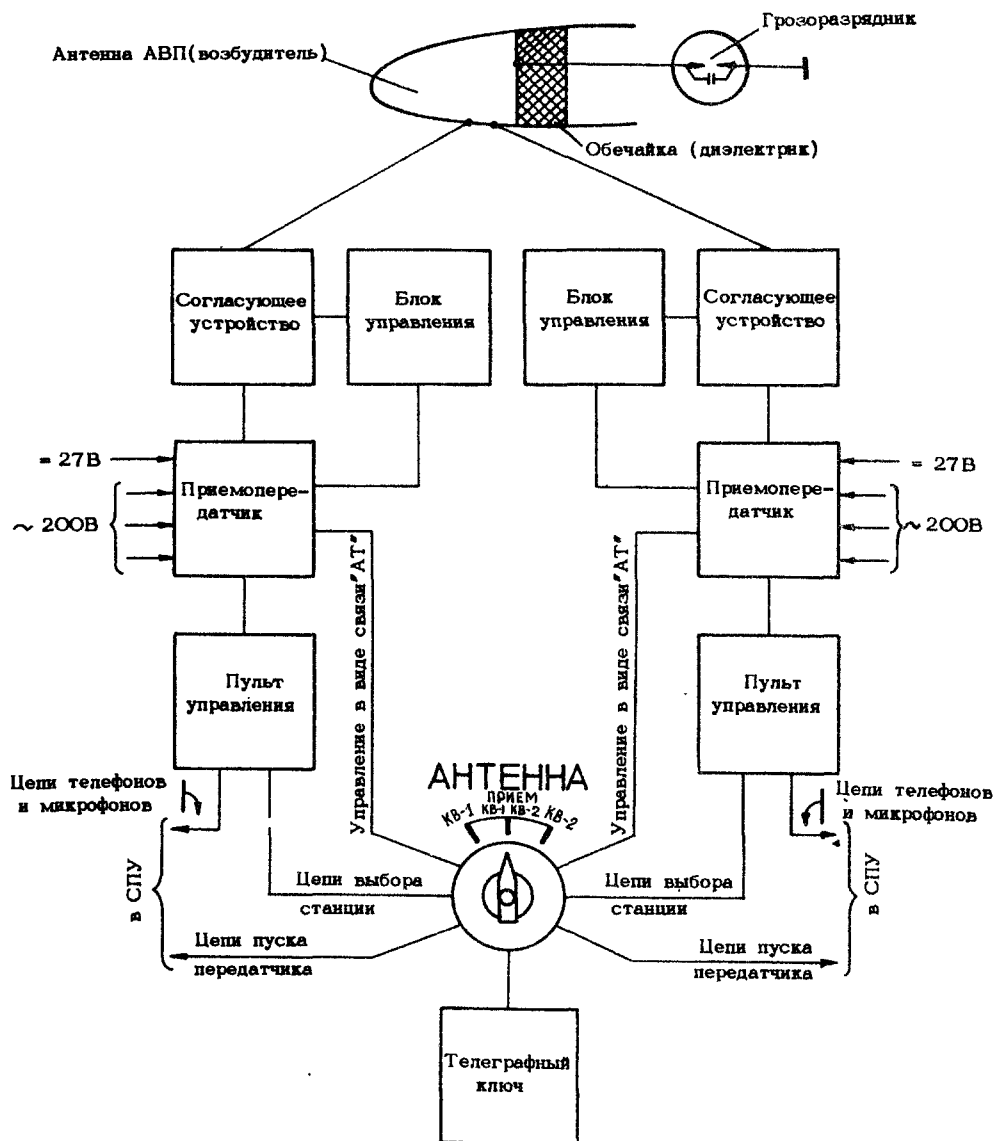 Грозоразрядник
Антенна АВП(возбудитель)
Обечайка (диэлектрик)
Согласующее
устройство
Блок
управления
Блок
управления
Согласующее
устройство
= 27В
~ 200В
Приемопере-
датчик
Приемопере-
датчик
= 27В
~ 200В
Управление в виде связи "АТ"
Управление в виде связи "АТ"
Пульт
управления
Пульт
управления
Цепи телефонов
и микрофонов
АНТЕННА
ПРИЕМ
КВ-1 КВ-1 КВ-2 КВ-2
Цепи телефонов
и микрофонов
в СПУ
Цепи выбора
станции
Цепи выбора
станции
в СПУ
Цепи пуска
передатчика
Цепи пуска
передатчика
Телеграфный
ключ